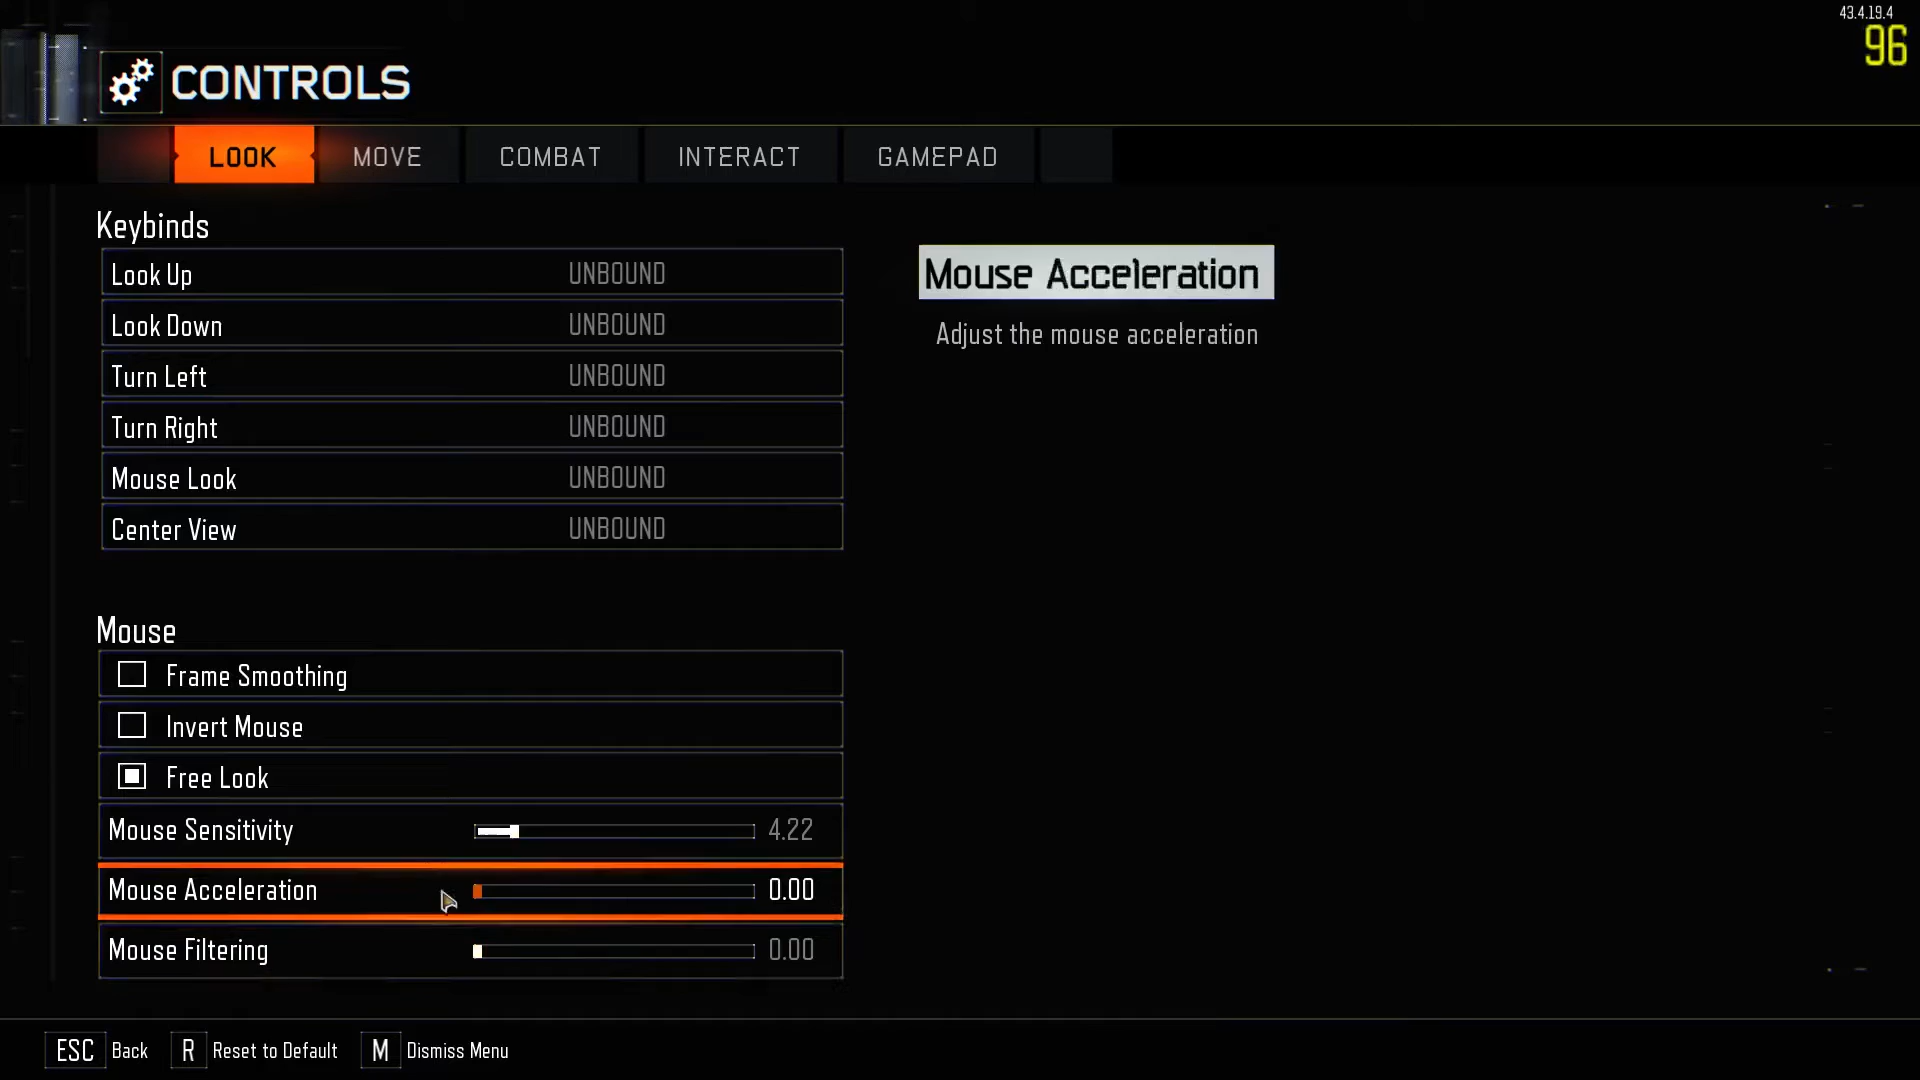 43.4.19.4
96
CONTROLS
LOOK MOVE COMBAT INTERACT GAMEPAD
Keybinds
Look Up UNBOUND
Look Down UNBOUND
Turn Left UNBOUND
Turn Right UNBOUND
Mouse Look UNBOUND
Center View UNBOUND
Mouse Acceleration
Adjust the mouse acceleration
Mouse
Frame Smoothing
Invert Mouse
Free Look
Mouse Sensitivity 4.22
Mouse Acceleration 0.00
Mouse Filtering 0.00
ESC Back R Reset to Default M Dismiss Menu